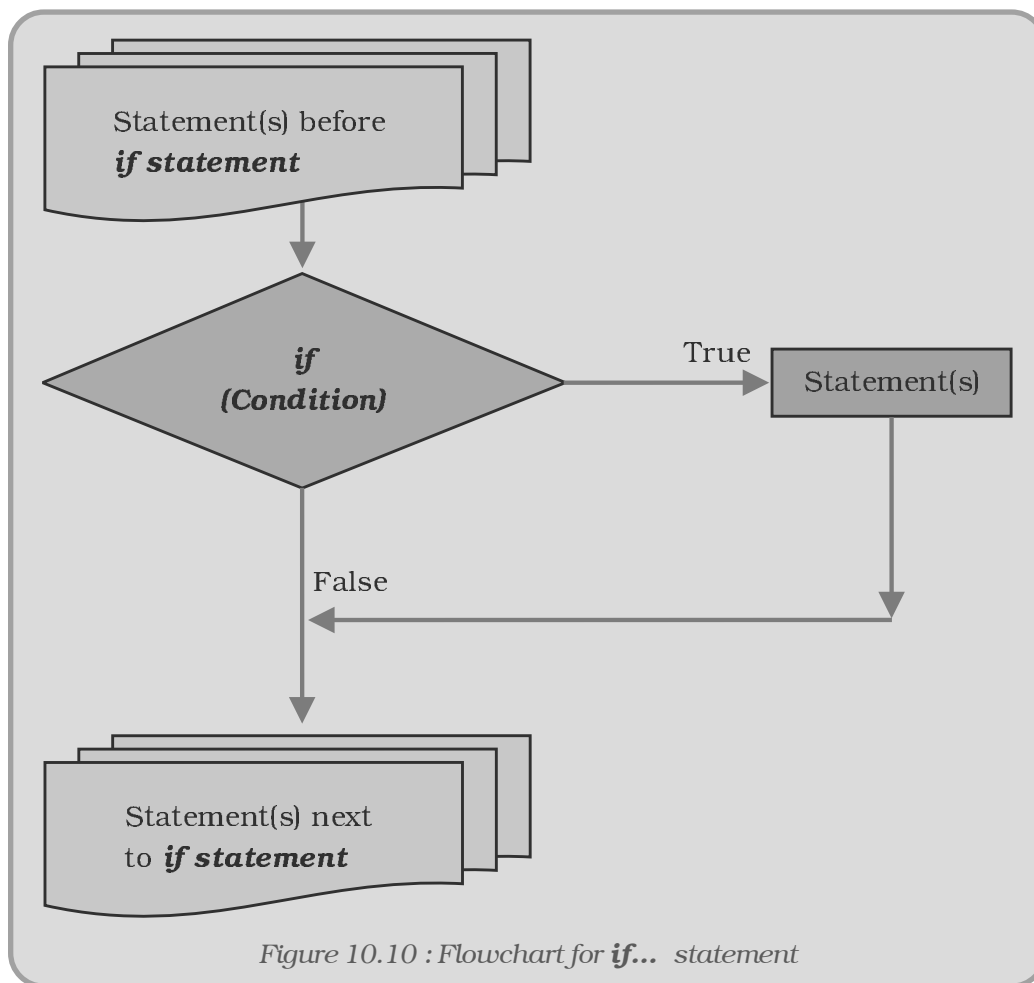 Statement(s) before
if statement
if
(Condition)
True
Statement(s)
False
Statement(s) next
to if statement
Figure 10.10 : Flowchart for if... statement